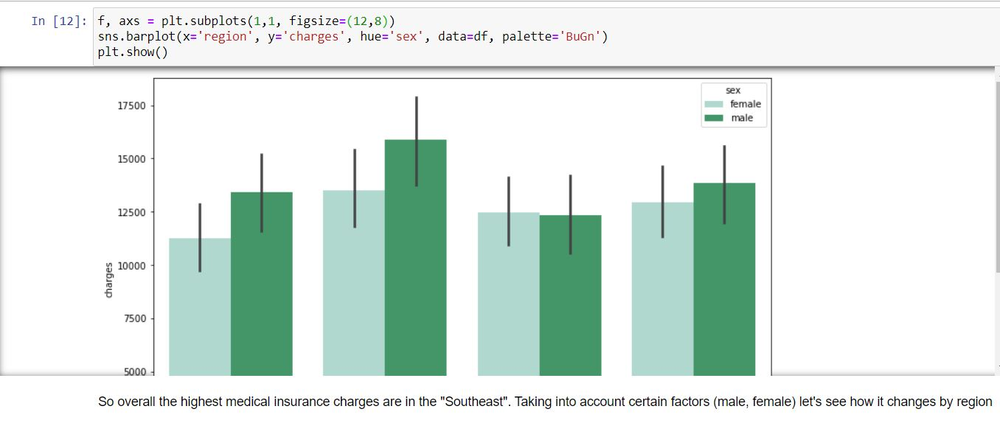 In [12]: f, axs = plt.subplots(1,1, figsize=(12,8))
sns.barplot(x='region', y='charges', hue='sex', data=df, palette='BuGn')
plt.show()
sex
female
male
17500
15000
12500
10000
7500
5000
charges
So overall the highest medical insurance charges are in the "Southeast". Taking into account certain factors (male, female) let's see how it changes by region